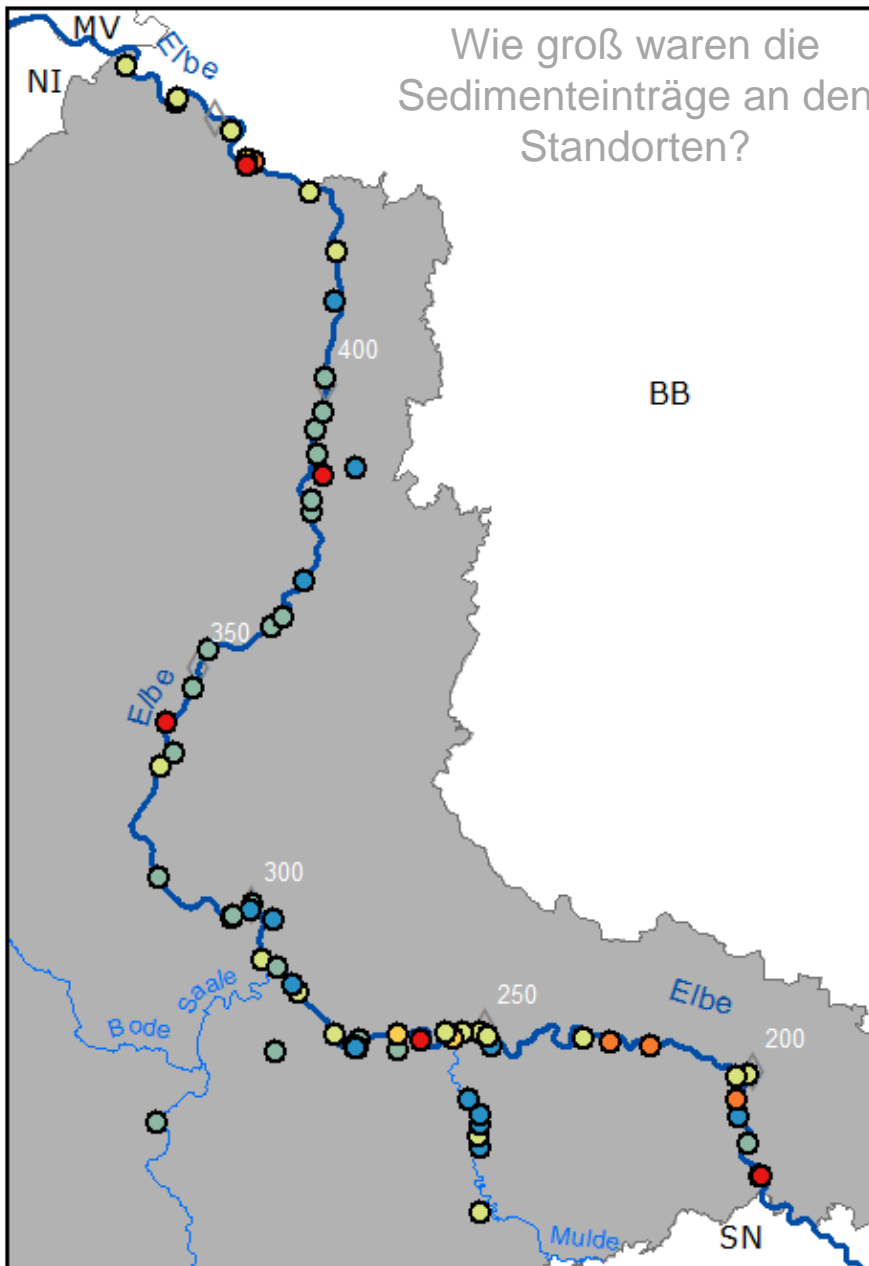 MV
Elbe
NI
Wie groß waren die
Sedimenteinträge an den
Standorten?
400
BB
350
Elbe
300
Saale
Bode
250
Elbe
200
Mulde
SN